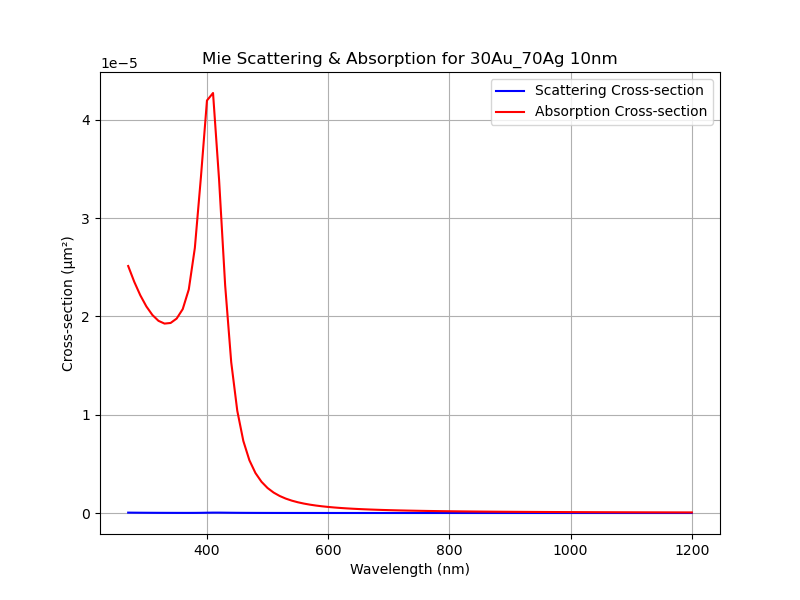 Mie Scattering & Absorption for 30Au_70Ag 10nm
1e−5
Scattering Cross-section
Absorption Cross-section
4
3
2
1
0
Cross-section (μm²)
400 600 800 1000 1200
Wavelength (nm)